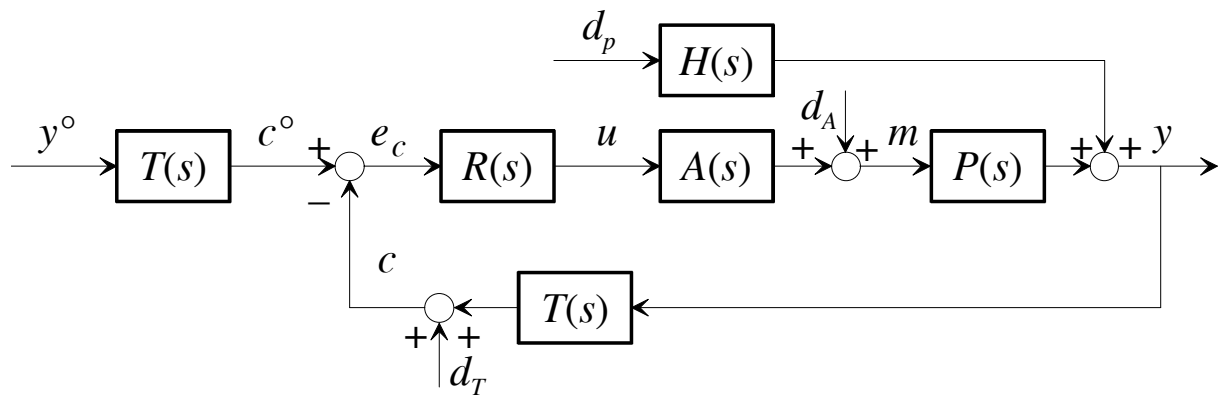 d_p H(s)
d_A
y° T(s) c° + e_c R(s) u A(s) + + m P(s) + + y
−
c
T(s)
+ +
d_T